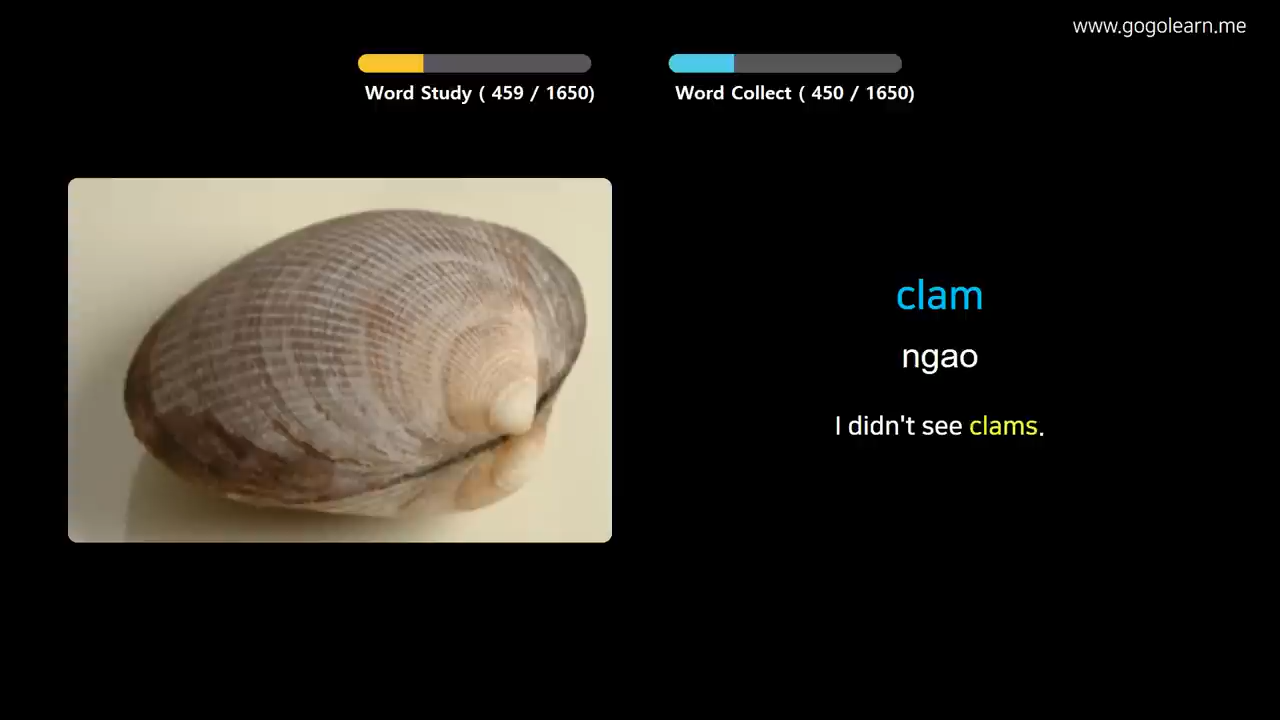 www.gogolearn.me
Word Study ( 459 / 1650)
Word Collect ( 450 / 1650)
clam
ngao
I didn't see clams.